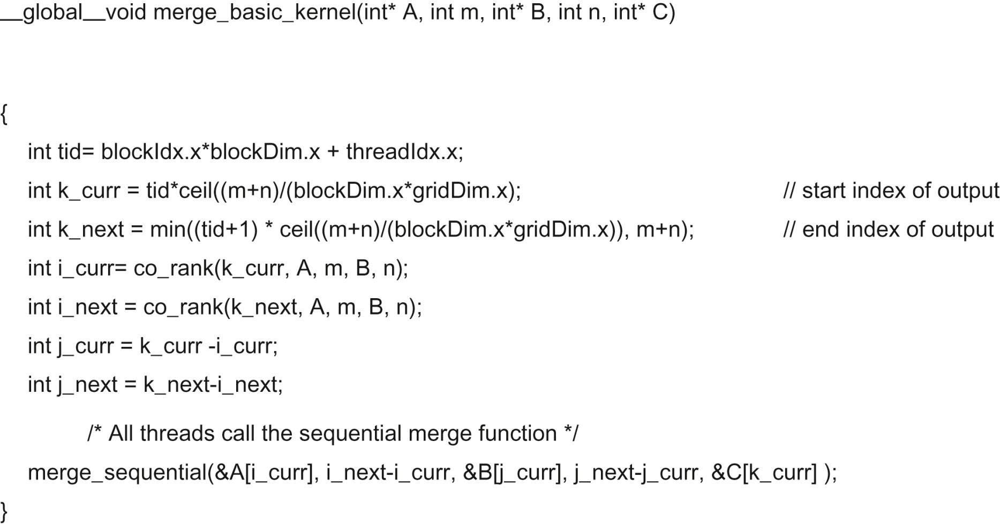 __global__void merge_basic_kernel(int* A, int m, int* B, int n, int* C)
{
int tid= blockIdx.x*blockDim.x + threadIdx.x;
int k_curr = tid*ceil((m+n)/(blockDim.x*gridDim.x); // start index of output
int k_next = min((tid+1) * ceil((m+n)/(blockDim.x*gridDim.x)), m+n); // end index of output
int i_curr= co_rank(k_curr, A, m, B, n);
int i_next = co_rank(k_next, A, m, B, n);
int j_curr = k_curr -i_curr;
int j_next = k_next-i_next;
/* All threads call the sequential merge function */
merge_sequential(&A[i_curr], i_next-i_curr, &B[j_curr], j_next-j_curr, &C[k_curr] );
}